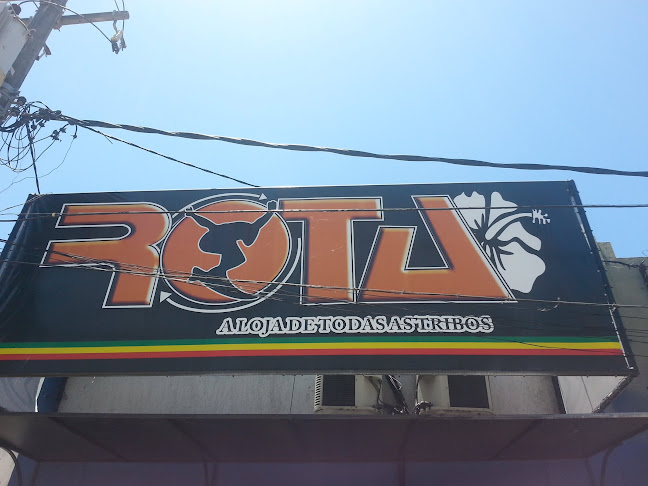 ROTA
A LOJA DE TODAS AS TRIBOS